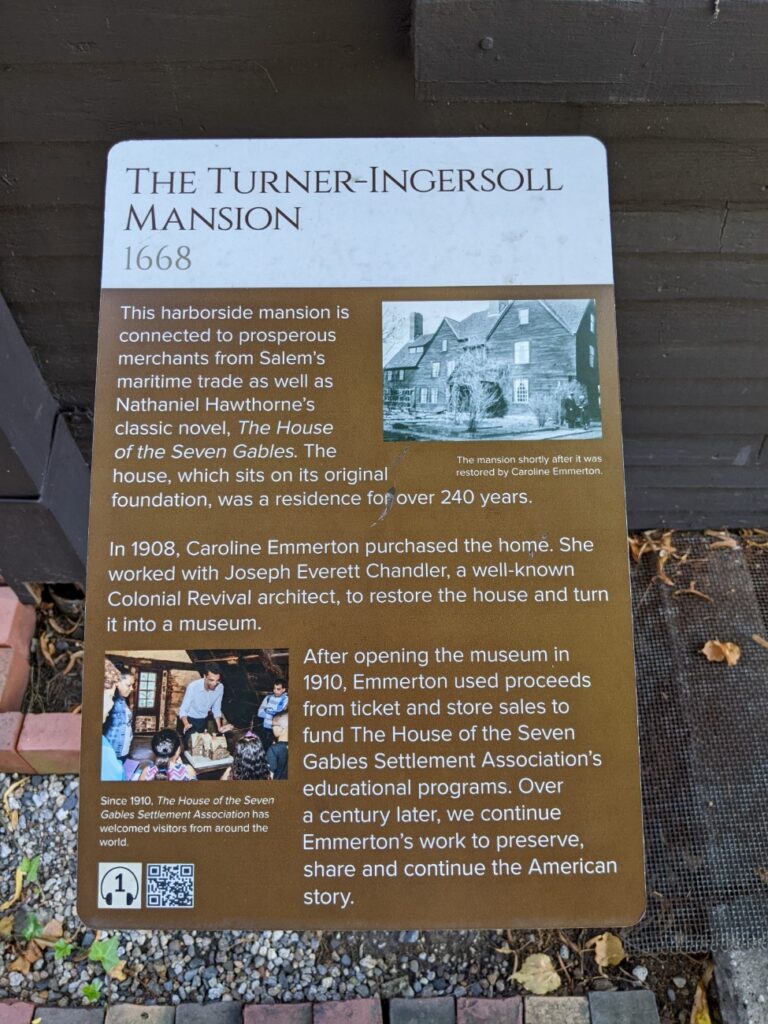 THE TURNER-INGERSOLL
MANSION
1668
This harborside mansion is
connected to prosperous
merchants from Salem's
maritime trade as well as
Nathaniel Hawthorne's
classic novel, The House
of the Seven Gables. The
house, which sits on its original
foundation, was a residence for over 240 years.
The mansion shortly after it was
restored by Caroline Emmerton.
In 1908, Caroline Emmerton purchased the home. She
worked with Joseph Everett Chandler, a well-known
Colonial Revival architect, to restore the house and turn
it into a museum.
After opening the museum in
1910, Emmerton used proceeds
from ticket and store sales to
fund The House of the Seven
Gables Settlement Association's
educational programs. Over
a century later, we continue
Emmerton's work to preserve,
share and continue the American
story.
Since 1910, The House of the Seven
Gables Settlement Association has
welcomed visitors from around the
world.
1